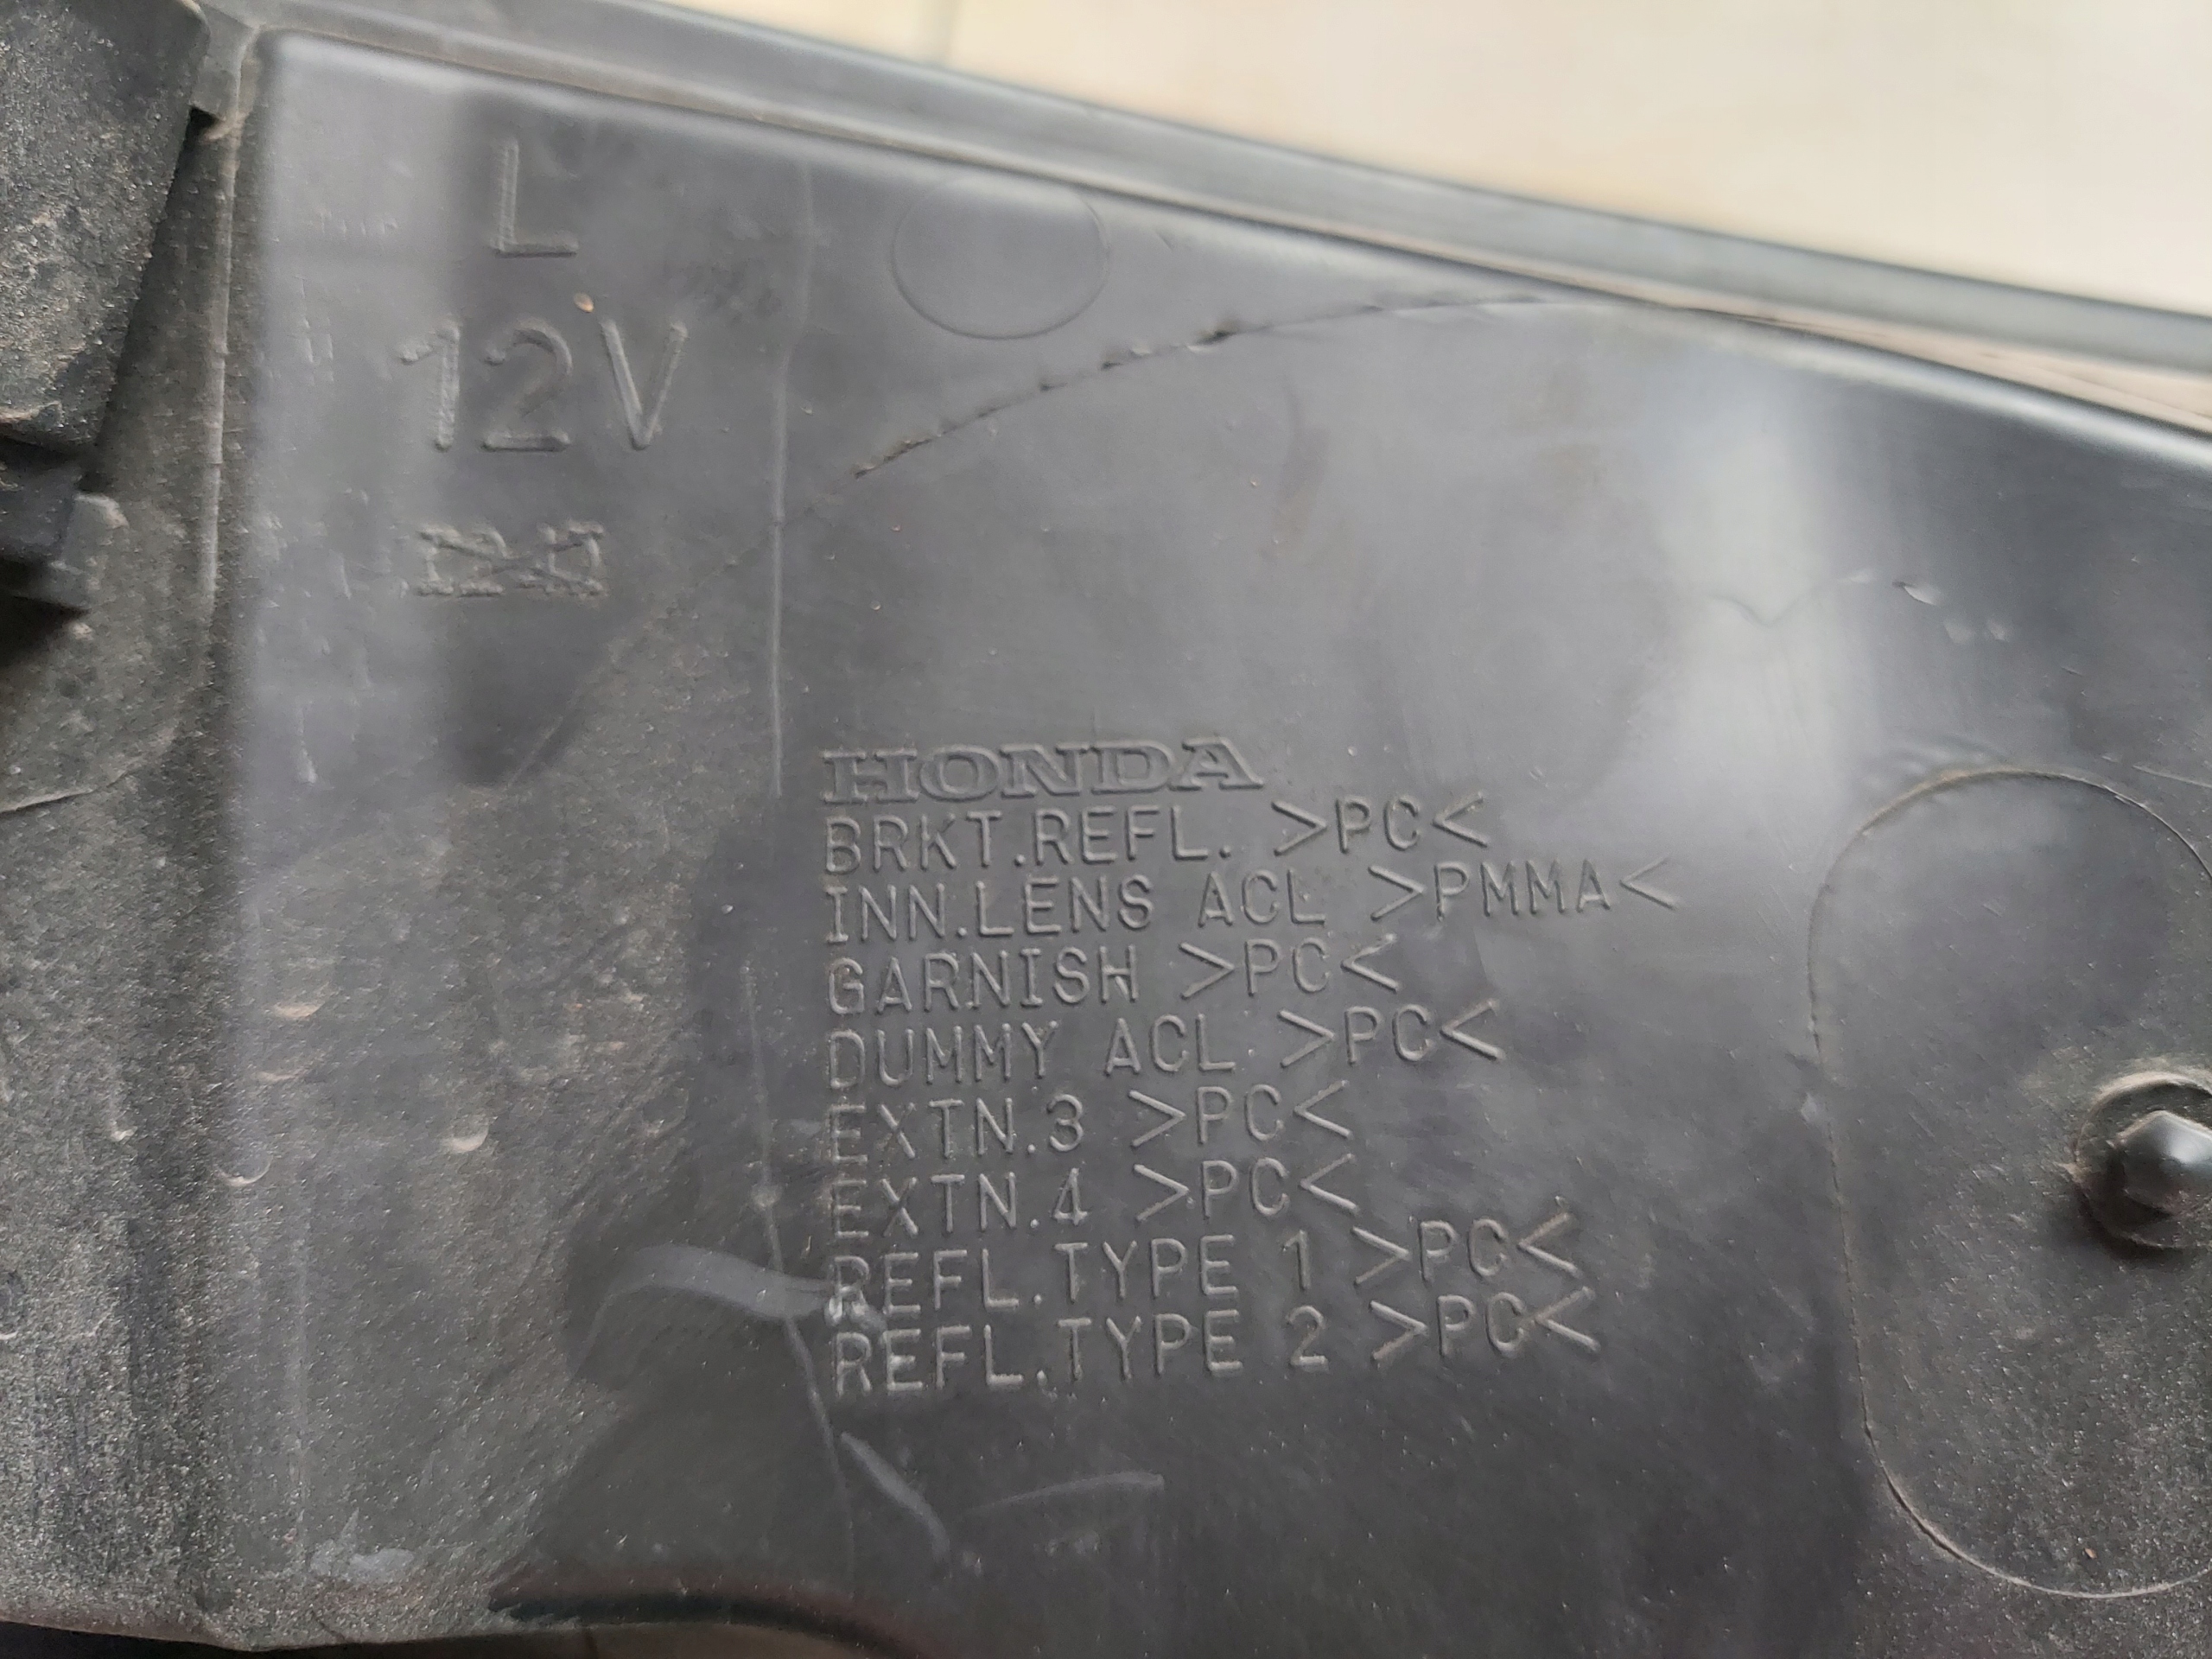 L
12V
HONDA
BRKT.REFL. >PC<
INN.LENS ACL >PMMA<
GARNISH >PC<
DUMMY ACL >PC<
EXTN.3 >PC<
EXTN.4 >PC<
REFL.TYPE 1 >PC<
REFL.TYPE 2 >PC<